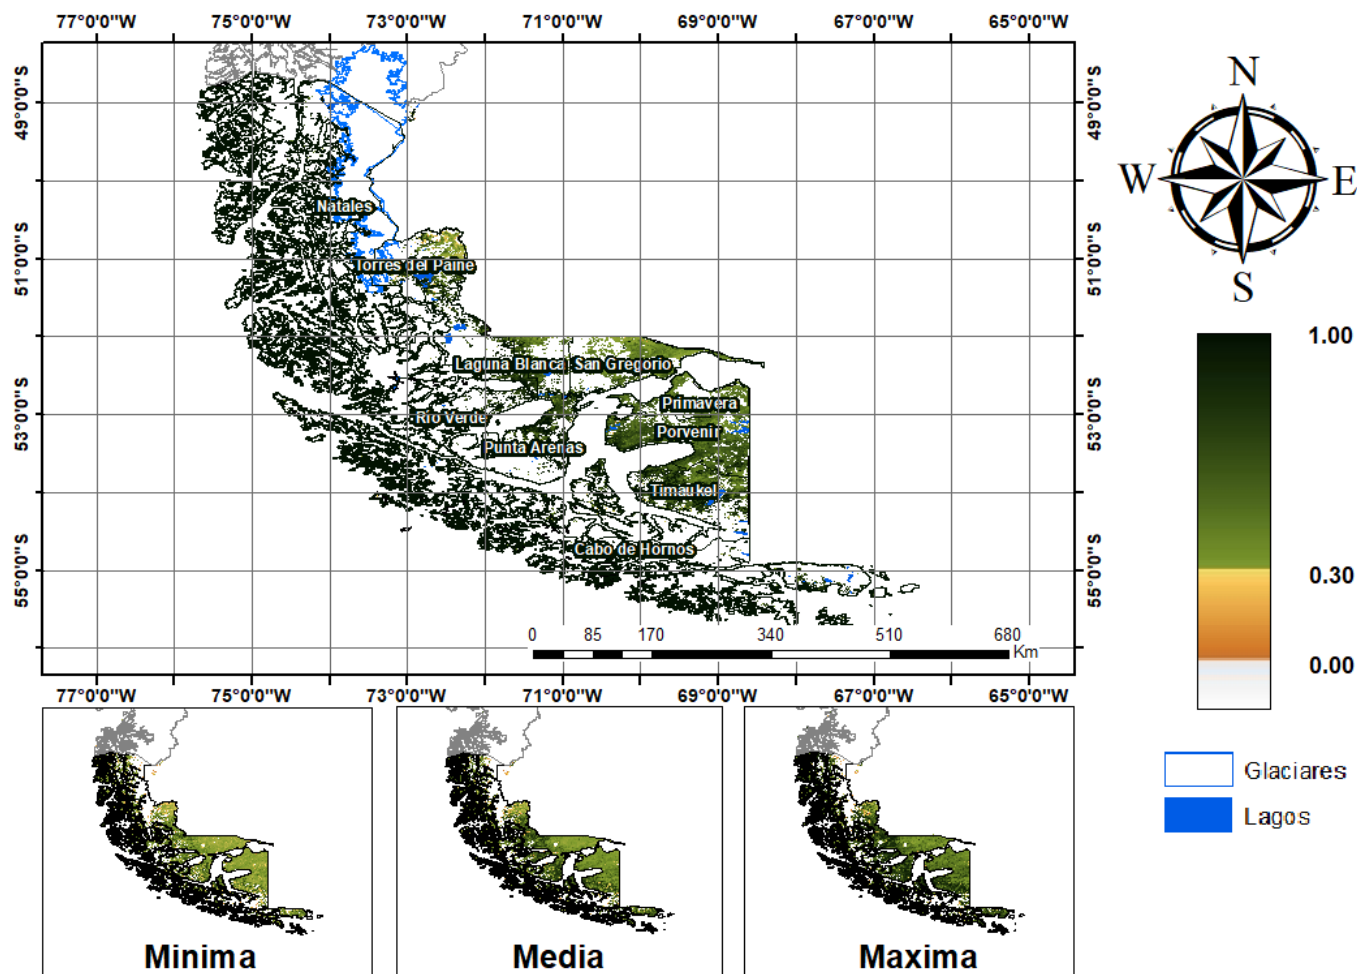 77°0'0"W 75°0'0"W 73°0'0"W 71°0'0"W 69°0'0"W 67°0'0"W 65°0'0"W
49°0'0"S
49°0'0"S
51°0'0"S
51°0'0"S
53°0'0"S
53°0'0"S
55°0'0"S
55°0'0"S
Natales
Torres del Paine
Laguna Blanca
San Gregorio
Primavera
Rio Verde
Porvenir
Punta Arenas
Timaukel
Cabo de Hornos
0 85 170 340 510 680
Km
77°0'0"W 75°0'0"W 73°0'0"W 71°0'0"W 69°0'0"W 67°0'0"W 65°0'0"W
N
W
E
S
1.00
0.30
0.00
Glaciares
Lagos
Minima
Media
Maxima